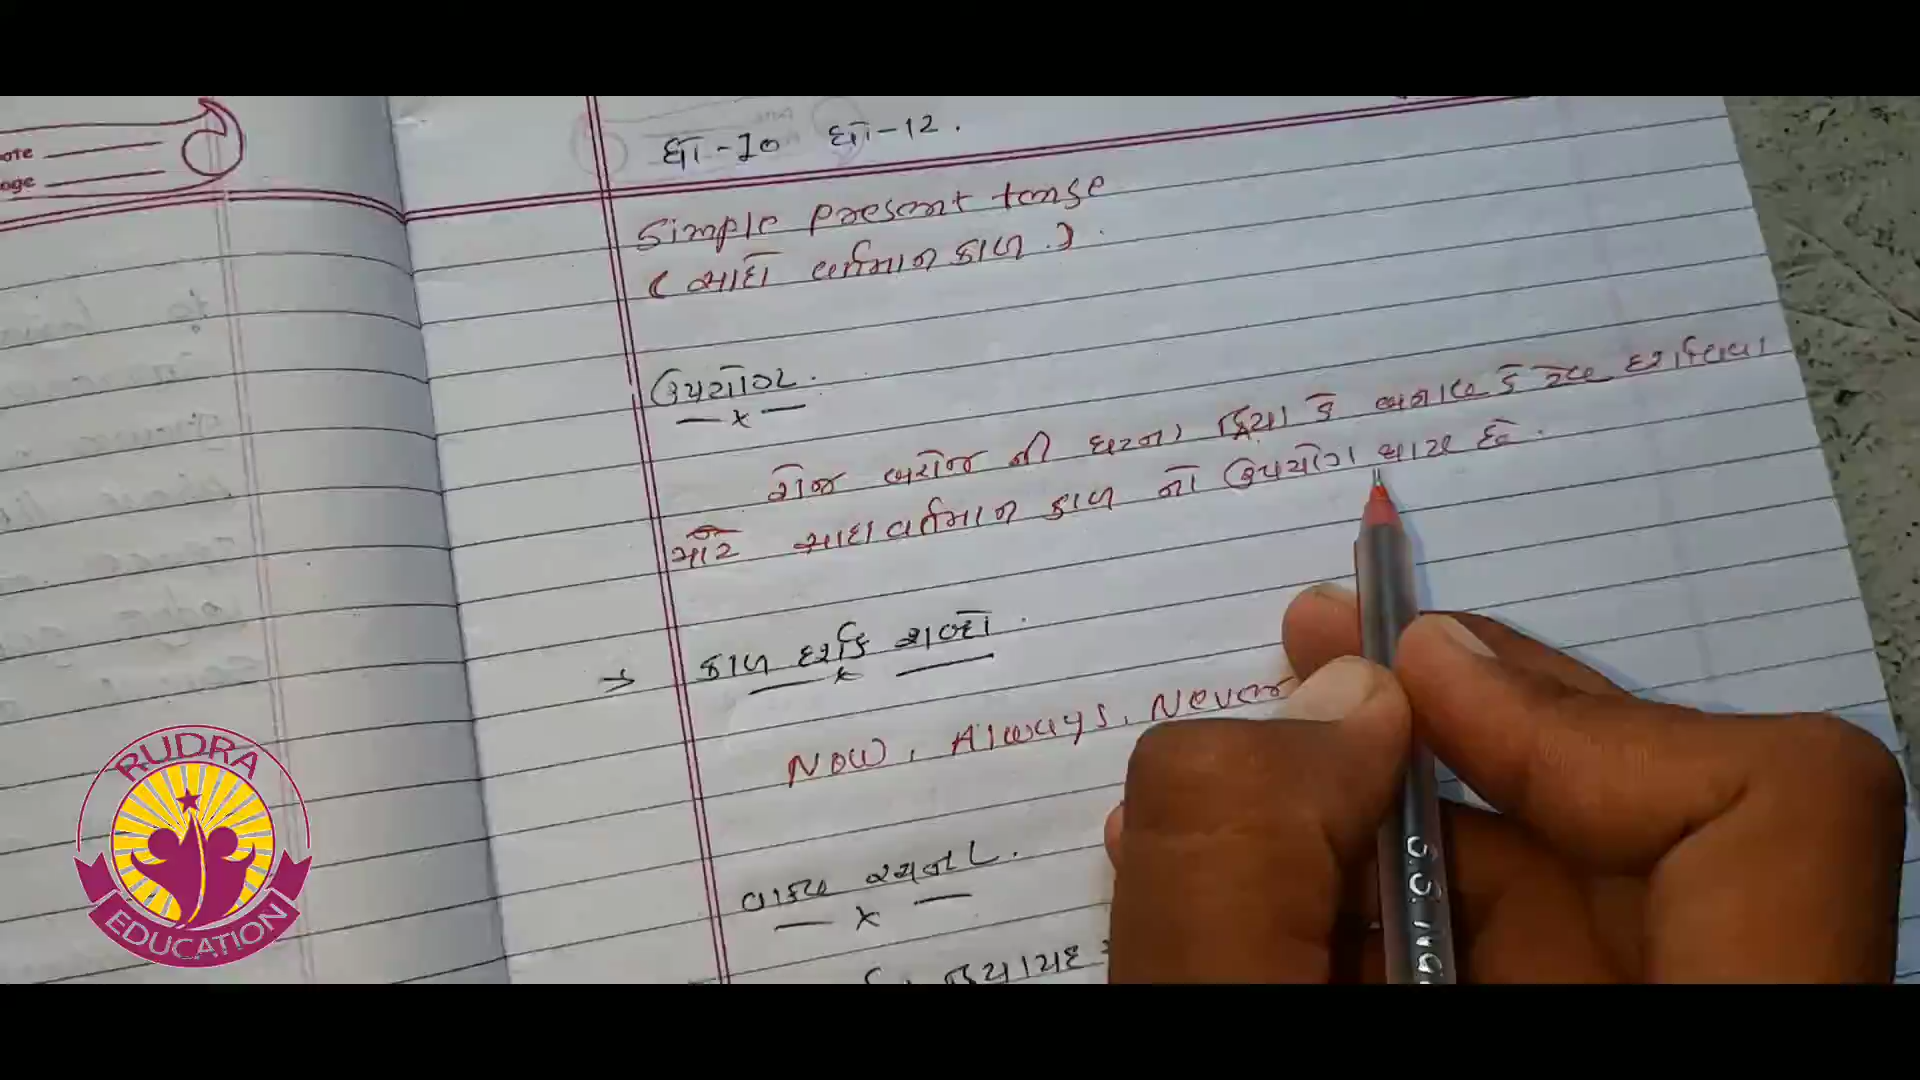 ધો-10 ધો-12.
Simple present tense
(સાદો વર્તમાન કાળ.).
ઉપયોગ.
રોજ બરોજ ની ઘટના ક્રિયા કે બનાવ કે ટેવ દર્શાવવા
માટે સાદા વર્તમાન કાળ નો ઉપયોગ થાય છે.
→ કાળ દર્શક શબ્દો.
Now, Always, Never
વાક્ય રચના.
ક્રિયાપદ
RUDRA
EDUCATION